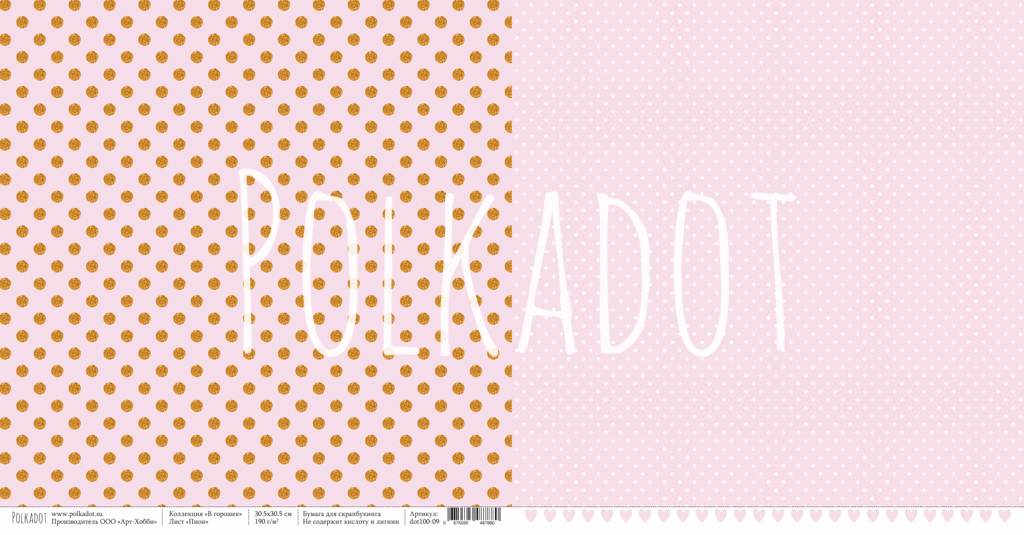 POLKADOT
POLKADOT
www.polkadot.su
Производитель ООО «Арт-Хобби»
Коллекция «В горошек»
Лист «Пион»
30.5х30.5 см
190 г/м²
Бумага для скрапбукинга
Не содержит кислоту и лигнин
Артикул:
dot100-09